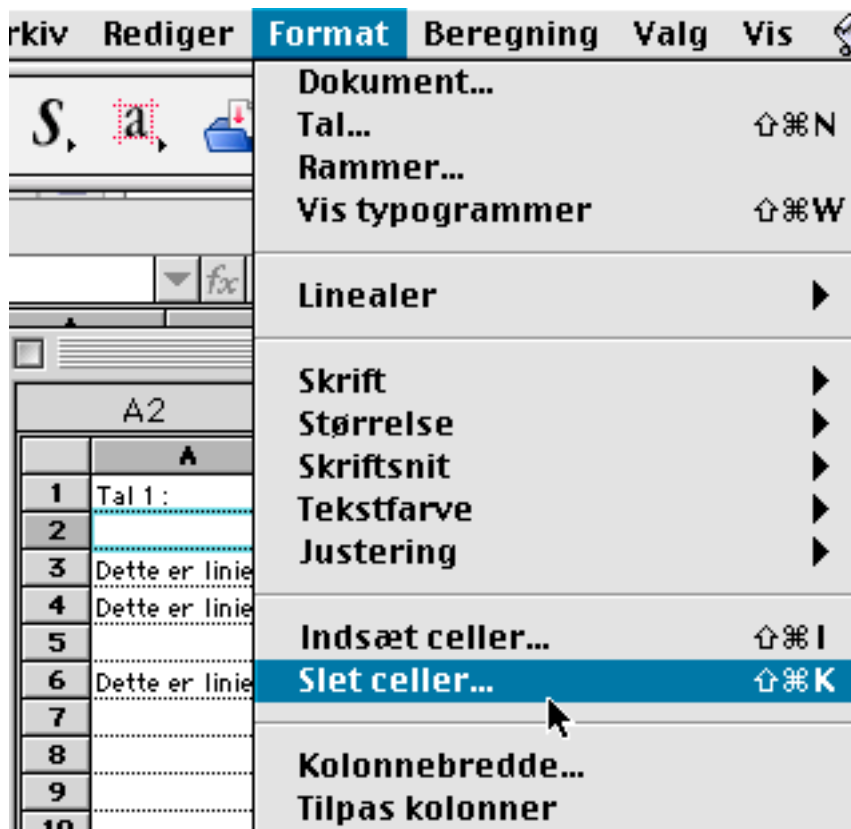 rkiv Rediger Format Beregning Valg Vis
Dokument...
S a Tal... ⇧⌘N
Rammer...
Vis typogrammer ⇧⌘W
fx Linealer
Skrift
A2 Størrelse
A Skriftsnit
1 Tal 1 : Tekstfarve
2 Justering
3 Dette er linie
4 Dette er linie
5 Indsæt celler... ⇧⌘I
6 Dette er linie Slet celler... ⇧⌘K
7
8 Kolonnebredde...
9
10 Tilpas kolonner